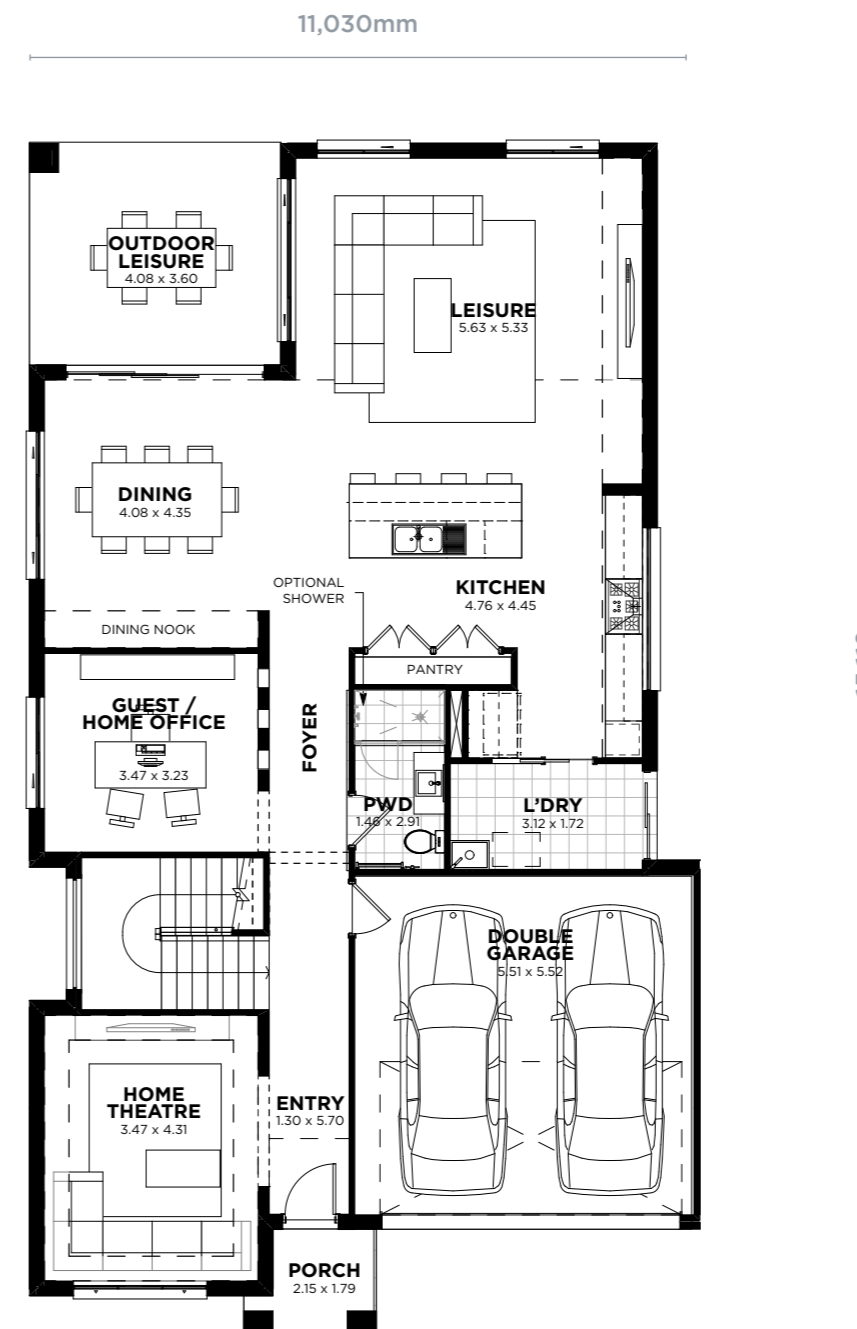 11,030mm
OUTDOOR
LEISURE
4.08 x 3.60
LEISURE
5.63 x 5.33
DINING
4.08 x 4.35
OPTIONAL
SHOWER
KITCHEN
4.76 x 4.45
DINING NOOK
PANTRY
GUEST /
HOME OFFICE
3.47 x 3.23
FOYER
PWD
1.46 x 2.91
L'DRY
3.12 x 1.72
DOUBLE
GARAGE
5.51 x 5.52
HOME
THEATRE
3.47 x 4.31
ENTRY
1.30 x 5.70
PORCH
2.15 x 1.79